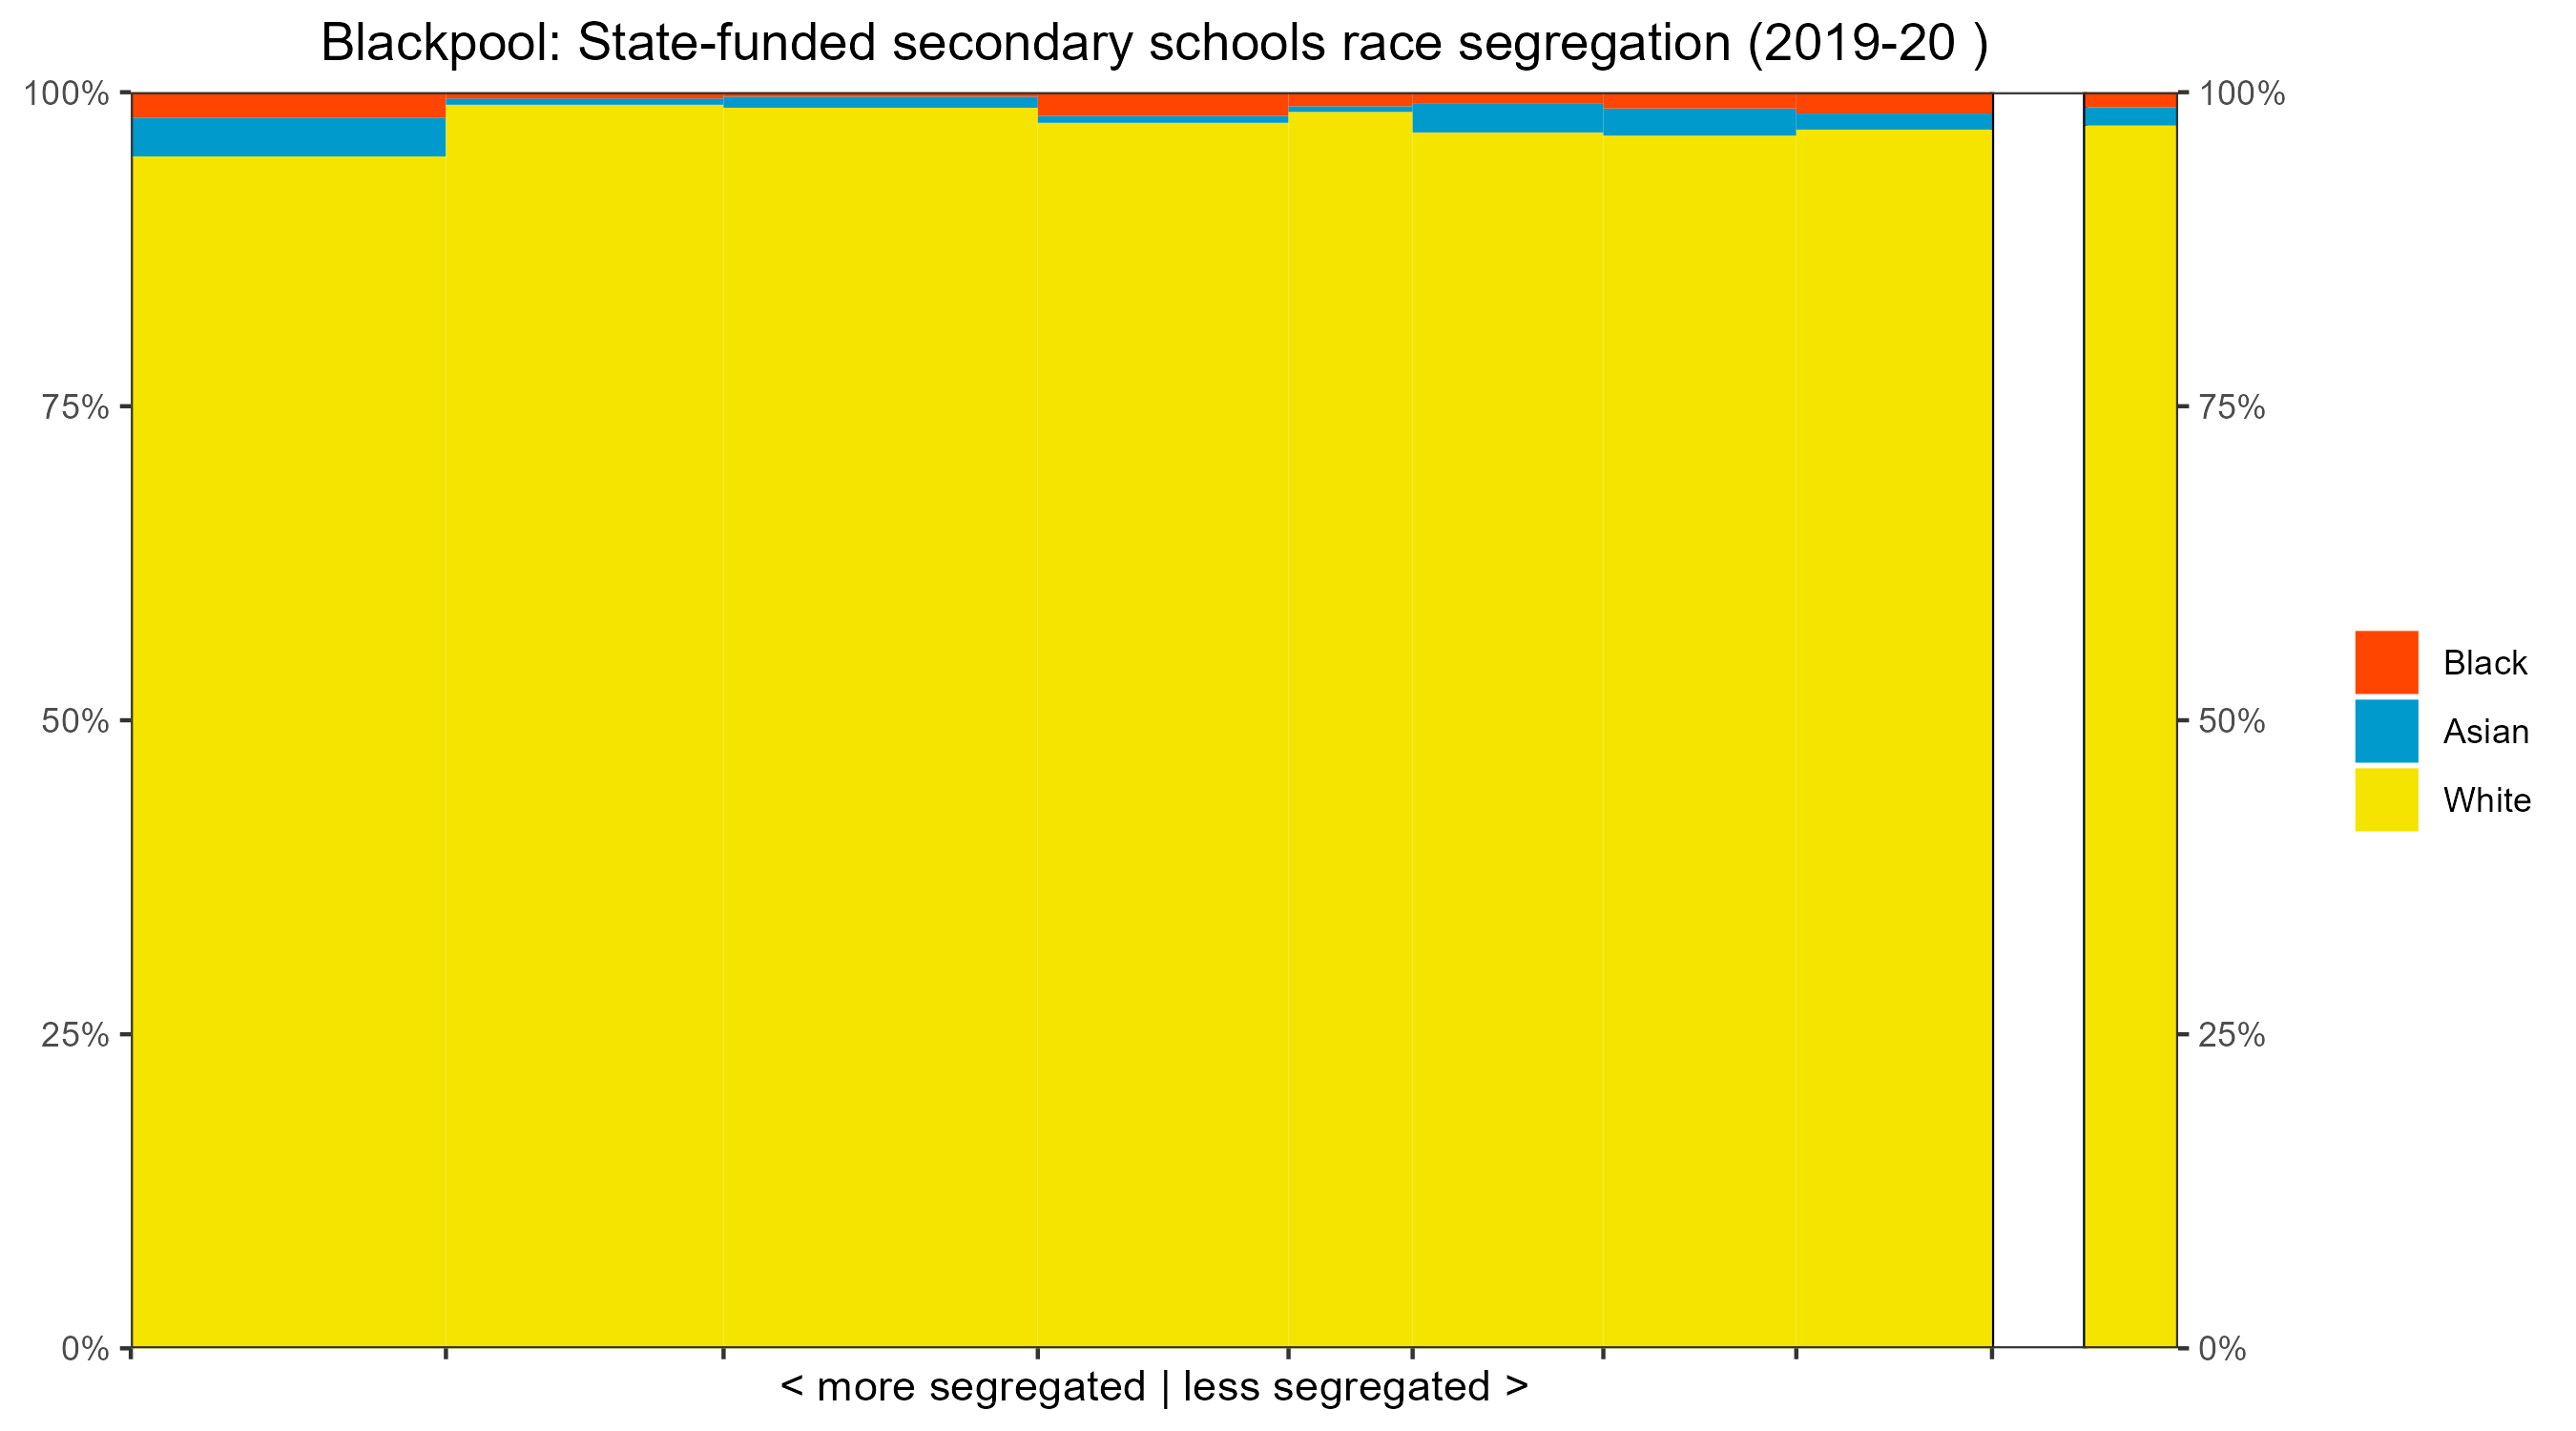 Blackpool: State-funded secondary schools race segregation (2019-20 )
100%
75%
50%
25%
0%
100%
75%
50%
25%
0%
Black
Asian
White
< more segregated | less segregated >